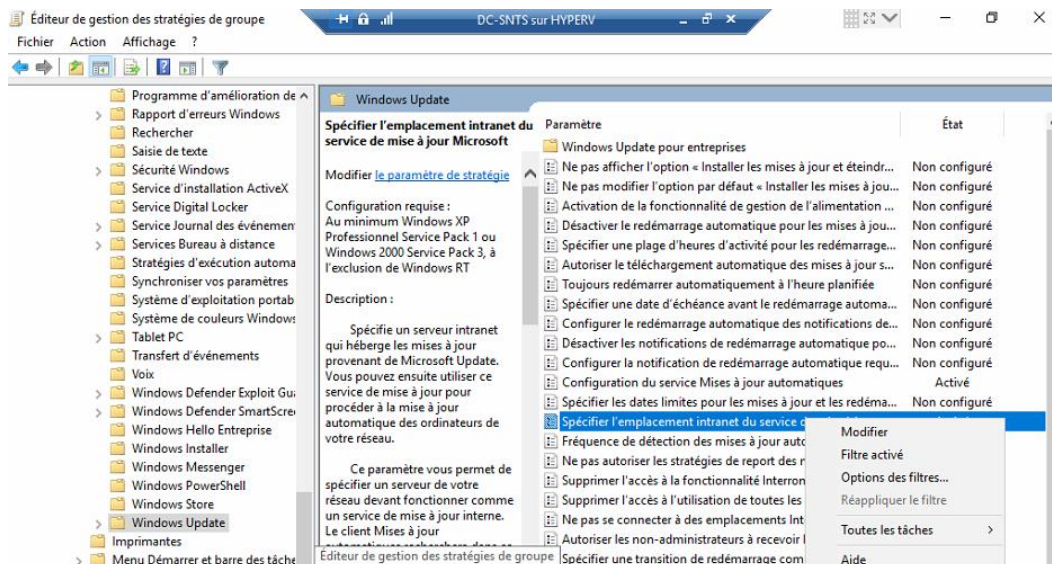 Éditeur de gestion des stratégies de groupe
DC-SNTS sur HYPERV
Fichier Action Affichage ?
Programme d'amélioration de
Rapport d'erreurs Windows
Rechercher
Saisie de texte
Sécurité Windows
Service d'installation ActiveX
Service Digital Locker
Service Journal des événemen
Services Bureau à distance
Stratégies d'exécution automa
Synchroniser vos paramètres
Système d'exploitation portab
Système de couleurs Windows
Tablet PC
Transfert d'événements
Voix
Windows Defender Exploit Gu
Windows Defender SmartScre
Windows Hello Entreprise
Windows Installer
Windows Messenger
Windows PowerShell
Windows Store
Windows Update
Imprimantes
Menu Démarrer et barre des tâche
Windows Update
Spécifier l'emplacement intranet du
service de mise à jour Microsoft
Modifier le paramètre de stratégie
Configuration requise :
Au minimum Windows XP
Professionnel Service Pack 1 ou
Windows 2000 Service Pack 3, à
l'exclusion de Windows RT
Description :
Spécifie un serveur intranet
qui héberge les mises à jour
provenant de Microsoft Update.
Vous pouvez ensuite utiliser ce
service de mise à jour pour
procéder à la mise à jour
automatique des ordinateurs de
votre réseau.
Ce paramètre vous permet de
spécifier un serveur de votre
réseau devant fonctionner comme
un service de mise à jour interne.
Le client Mises à jour
Éditeur de gestion des stratégies de groupe
Paramètre État
Windows Update pour entreprises
Ne pas afficher l'option « Installer les mises à jour et éteindr... Non configuré
Ne pas modifier l'option par défaut « Installer les mises à jou... Non configuré
Activation de la fonctionnalité de gestion de l'alimentation ... Non configuré
Désactiver le redémarrage automatique pour les mises à jou... Non configuré
Spécifier une plage d'heures d'activité pour les redémarrage... Non configuré
Autoriser le téléchargement automatique des mises à jour s... Non configuré
Toujours redémarrer automatiquement à l'heure planifiée Non configuré
Spécifier une date d'échéance avant le redémarrage automa... Non configuré
Configurer le redémarrage automatique des notifications de... Non configuré
Désactiver les notifications de redémarrage automatique po... Non configuré
Configurer la notification de redémarrage automatique requ... Non configuré
Configuration du service Mises à jour automatiques Activé
Spécifier les dates limites pour les mises à jour et les redéma... Non configuré
Spécifier l'emplacement intranet du service
Fréquence de détection des mises à jour auto
Ne pas autoriser les stratégies de report des
Supprimer l'accès à la fonctionnalité Interron
Supprimer l'accès à l'utilisation de toutes les
Ne pas se connecter à des emplacements Int
Autoriser les non-administrateurs à recevoir
Spécifier une transition de redémarrage com
Modifier
Filtre activé
Options des filtres...
Réappliquer le filtre
Toutes les tâches
Aide